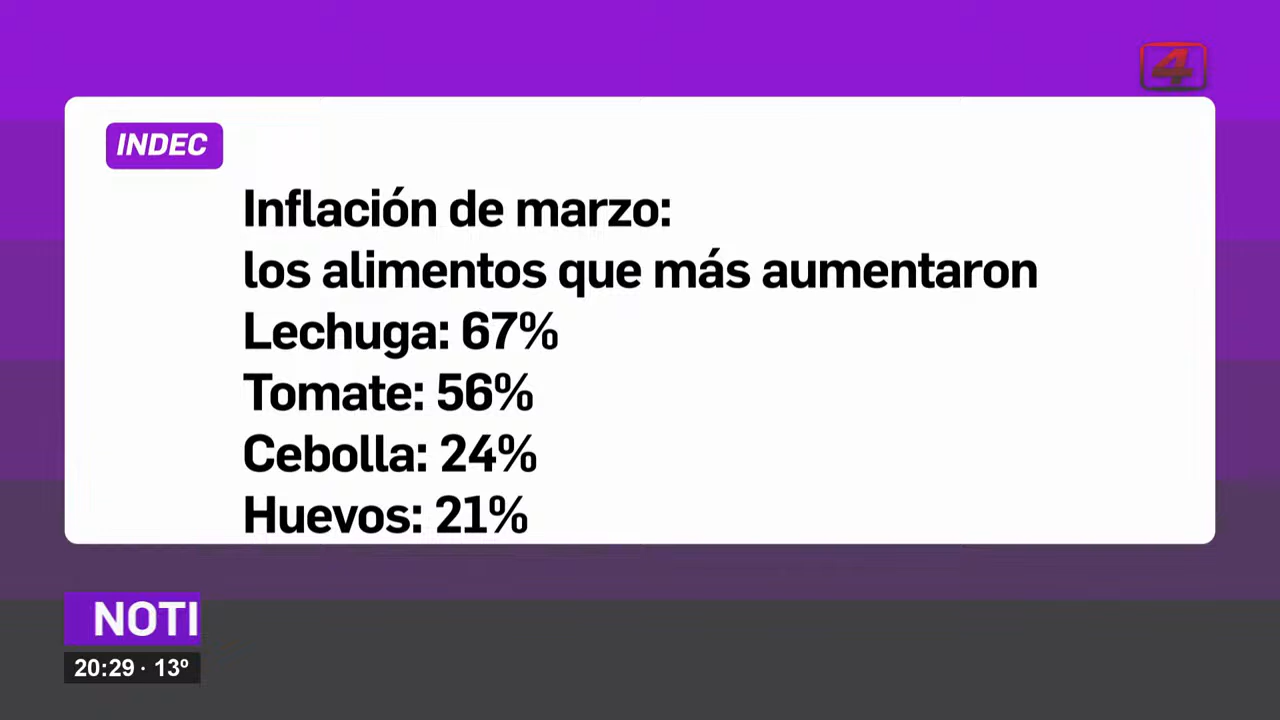 4
INDEC
Inflación de marzo:
los alimentos que más aumentaron
Lechuga: 67%
Tomate: 56%
Cebolla: 24%
Huevos: 21%
NOTI
20:29 · 13º